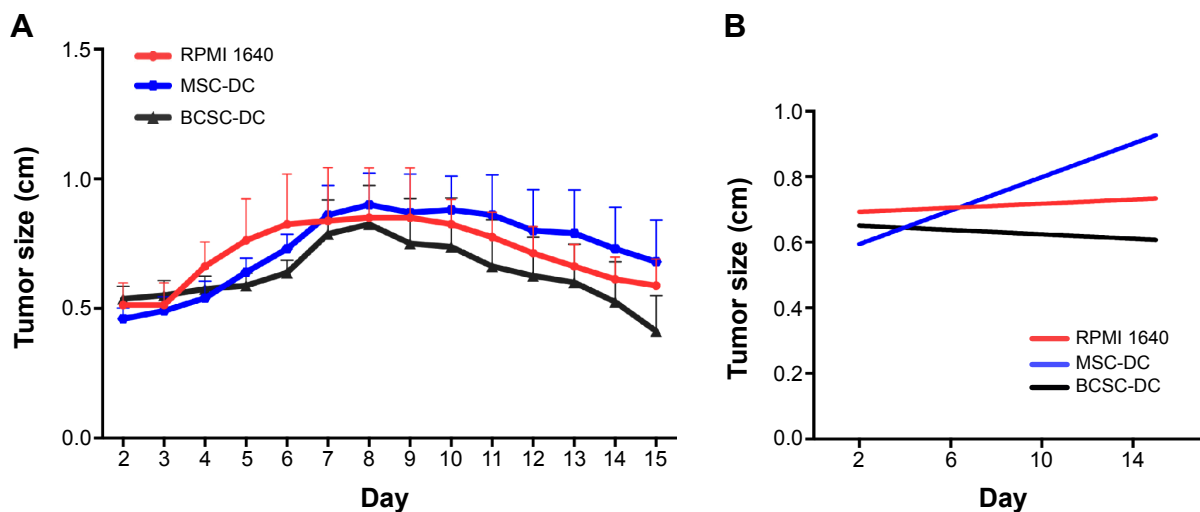 A
Tumor size (cm)
1.5
1.0
0.5
0.0
RPMI 1640
MSC-DC
BCSC-DC
2 3 4 5 6 7 8 9 10 11 12 13 14 15
Day
B
Tumor size (cm)
1.0
0.8
0.6
0.4
0.2
0.0
RPMI 1640
MSC-DC
BCSC-DC
2 6 10 14
Day